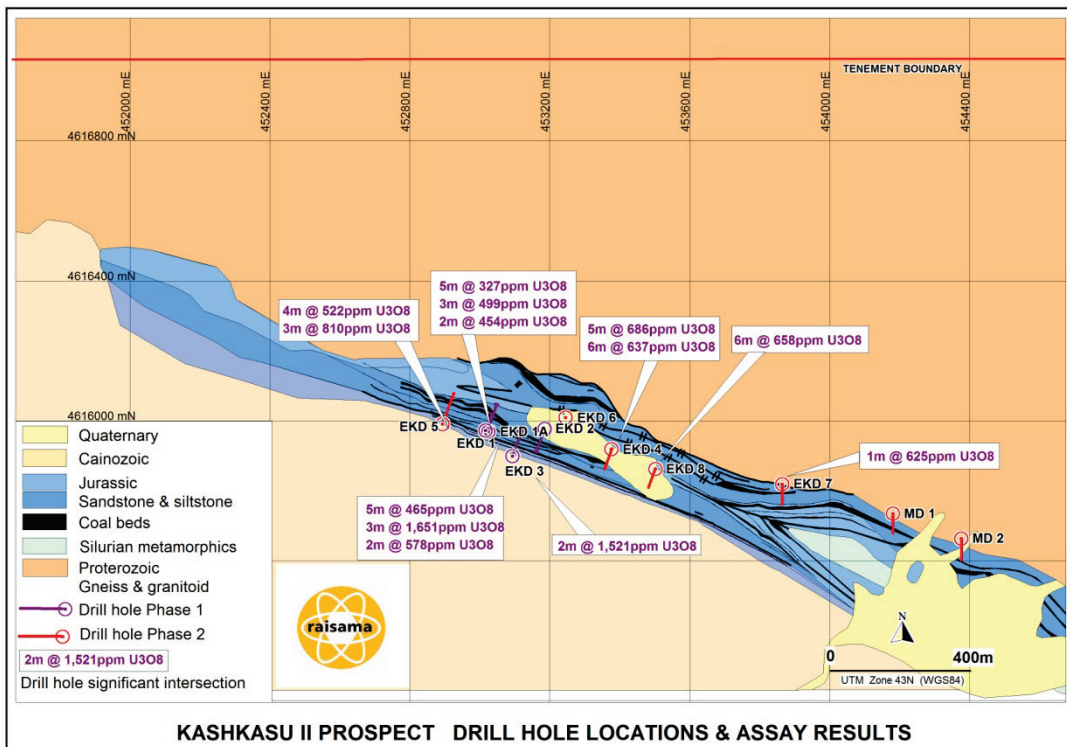 TENEMENT BOUNDARY
452000 mE
452400 mE
452800 mE
453200 mE
453600 mE
454000 mE
454400 mE
4616800 mN
4616400 mN
4616000 mN
5m @ 327ppm U3O8
3m @ 499ppm U3O8
2m @ 454ppm U3O8
4m @ 522ppm U3O8
3m @ 810ppm U3O8
5m @ 686ppm U3O8
6m @ 637ppm U3O8
6m @ 658ppm U3O8
1m @ 625ppm U3O8
5m @ 465ppm U3O8
3m @ 1,651ppm U3O8
2m @ 578ppm U3O8
2m @ 1,521ppm U3O8
EKD 5
EKD 1
EKD 1A
EKD 2
EKD 3
EKD 6
EKD 4
EKD 8
EKD 7
MD 1
MD 2
Quaternary
Cainozoic
Jurassic
Sandstone & siltstone
Coal beds
Silurian metamorphics
Proterozoic
Gneiss & granitoid
Drill hole Phase 1
Drill hole Phase 2
2m @ 1,521ppm U3O8
Drill hole significant intersection
raisama
N
0 400m
UTM Zone 43N (WGS84)
KASHKASU II PROSPECT DRILL HOLE LOCATIONS & ASSAY RESULTS